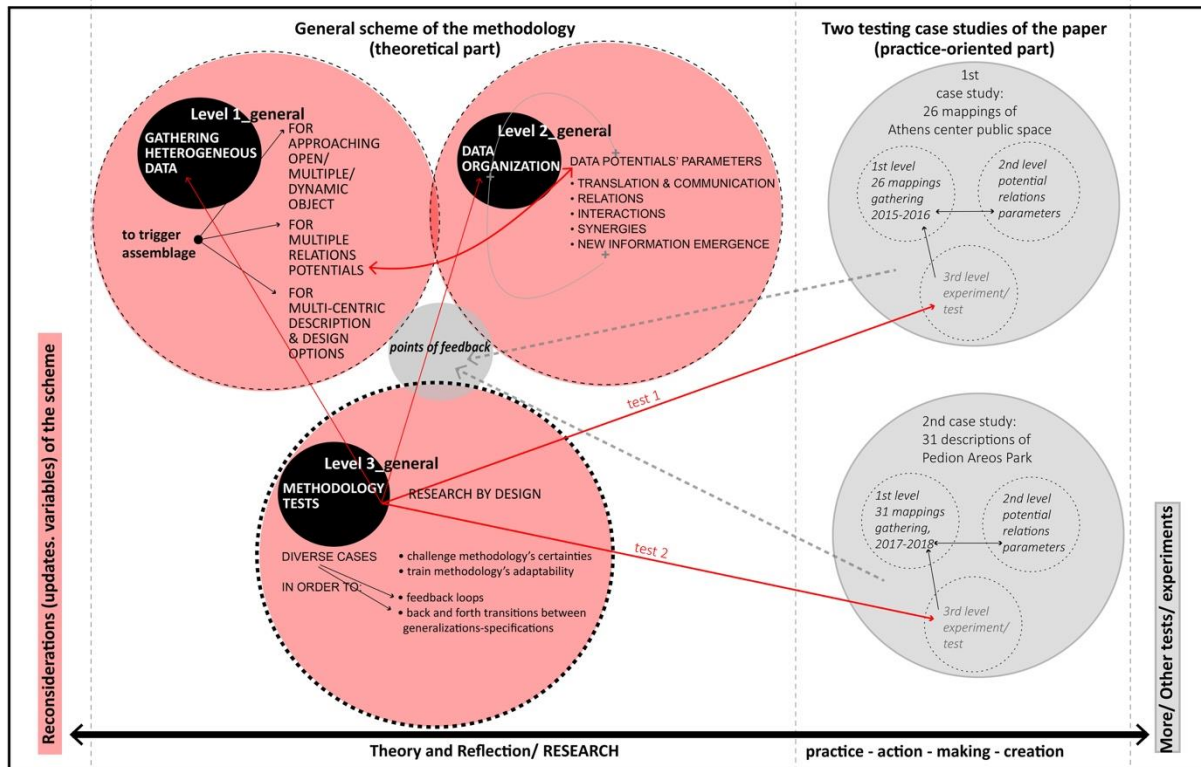 General scheme of the methodology
(theoretical part)
Two testing case studies of the paper
(practice-oriented part)
Level 1_general
GATHERING
HETEROGENEOUS
DATA
FOR
APPROACHING
OPEN/
MULTIPLE/
DYNAMIC
OBJECT
to trigger
assemblage
FOR
MULTIPLE
RELATIONS
POTENTIALS
FOR
MULTI-CENTRIC
DESCRIPTION
& DESIGN
OPTIONS
Level 2_general
DATA
ORGANIZATION
DATA POTENTIALS' PARAMETERS
• TRANSLATION & COMMUNICATION
• RELATIONS
• INTERACTIONS
• SYNERGIES
• NEW INFORMATION EMERGENCE
points of feedback
Level 3_general
METHODOLOGY
TESTS
RESEARCH BY DESIGN
DIVERSE CASES
IN ORDER TO:
• challenge methodology's certainties
• train methodology's adaptability
• feedback loops
• back and forth transitions between
generalizations-specifications
test 1
test 2
1st
case study:
26 mappings of
Athens center public space
1st level
26 mappings
gathering
2015-2016
2nd level
potential
relations
parameters
3rd level
experiment/
test
2nd case study:
31 descriptions of
Pedion Areos Park
1st level
31 mappings
gathering,
2017-2018
2nd level
potential
relations
parameters
3rd level
experiment/
test
Reconsiderations (updates. variables) of the scheme
More/ Other tests/ experiments
Theory and Reflection/ RESEARCH
practice - action - making - creation